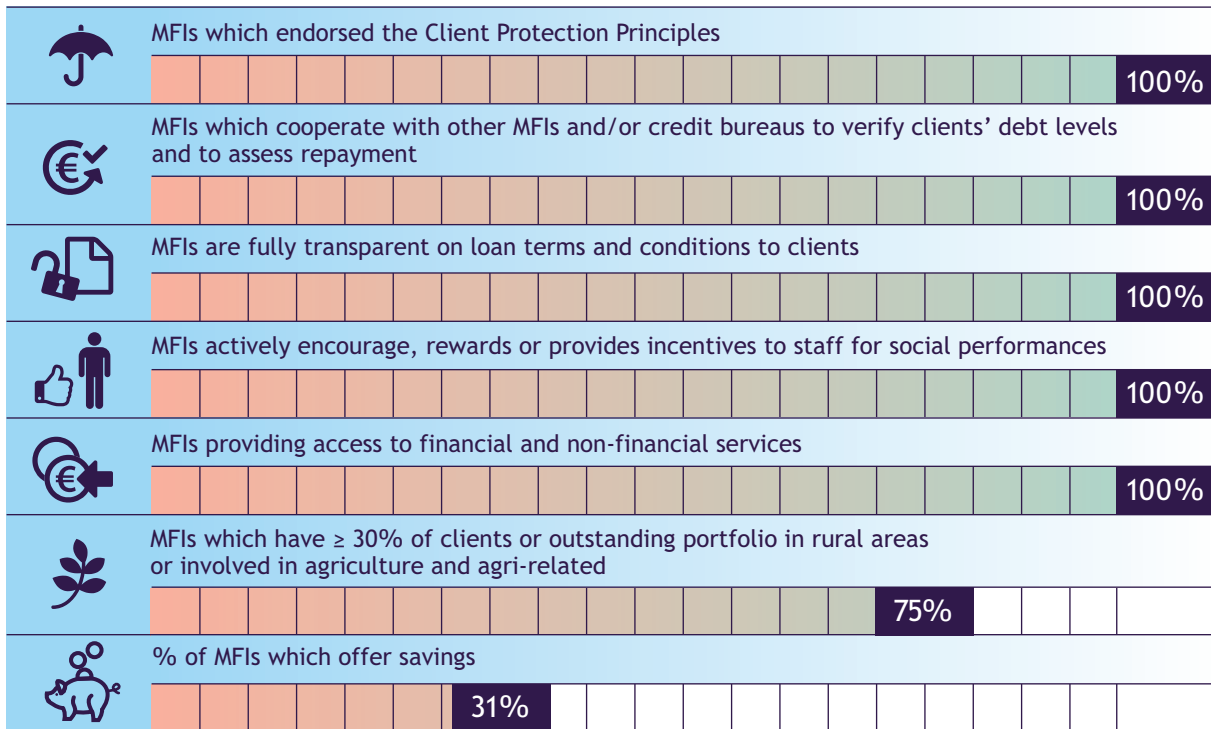 MFIs which endorsed the Client Protection Principles
100%
MFIs which cooperate with other MFIs and/or credit bureaus to verify clients’ debt levels
and to assess repayment
100%
MFIs are fully transparent on loan terms and conditions to clients
100%
MFIs actively encourage, rewards or provides incentives to staff for social performances
100%
MFIs providing access to financial and non-financial services
100%
MFIs which have ≥ 30% of clients or outstanding portfolio in rural areas
or involved in agriculture and agri-related
75%
% of MFIs which offer savings
31%